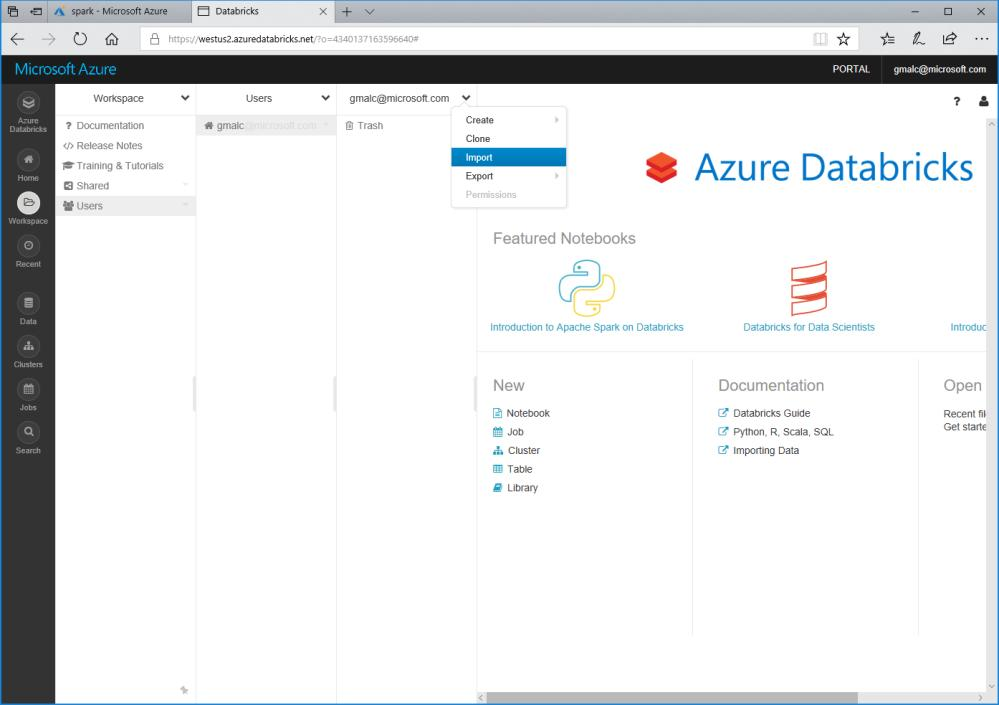 spark - Microsoft Azure
Databricks
https://westus2.azuredatabricks.net/?o=4340137163596640#
Microsoft Azure
PORTAL
gmalc@microsoft.com
Azure
Databricks
Home
Workspace
Recent
Data
Clusters
Jobs
Search
Workspace
? Documentation
</> Release Notes
Training & Tutorials
Shared
Users
Users
gmalc@microsoft.com
gmalc@microsoft.com
Trash
Create
Clone
Import
Export
Permissions
?
Azure Databricks
Featured Notebooks
Introduction to Apache Spark on Databricks
Databricks for Data Scientists
Introduc
New
Notebook
Job
Cluster
Table
Library
Documentation
Databricks Guide
Python, R, Scala, SQL
Importing Data
Open
Recent fil
Get starte